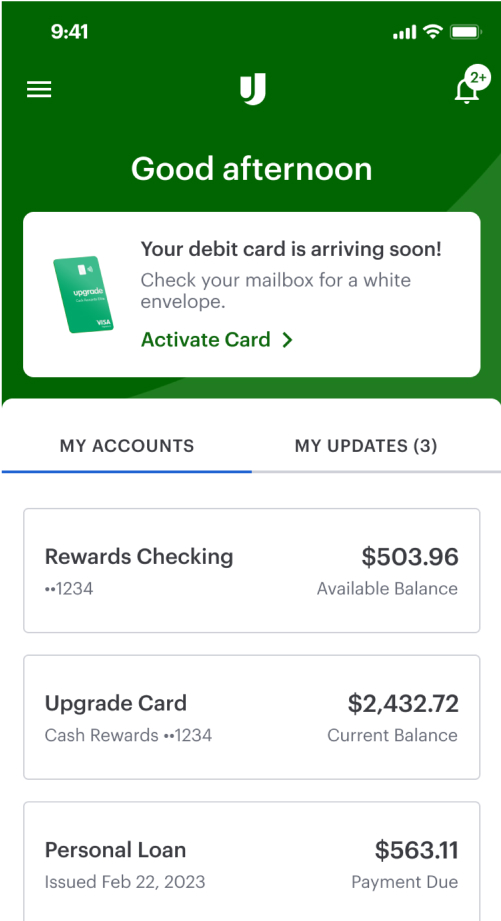 9:41
2+
Good afternoon
Your debit card is arriving soon!
Check your mailbox for a white
envelope.
Activate Card
upgrade
VISA
MY ACCOUNTS
MY UPDATES (3)
Rewards Checking
$503.96
••1234
Available Balance
Upgrade Card
$2,432.72
Cash Rewards ••1234
Current Balance
Personal Loan
$563.11
Issued Feb 22, 2023
Payment Due